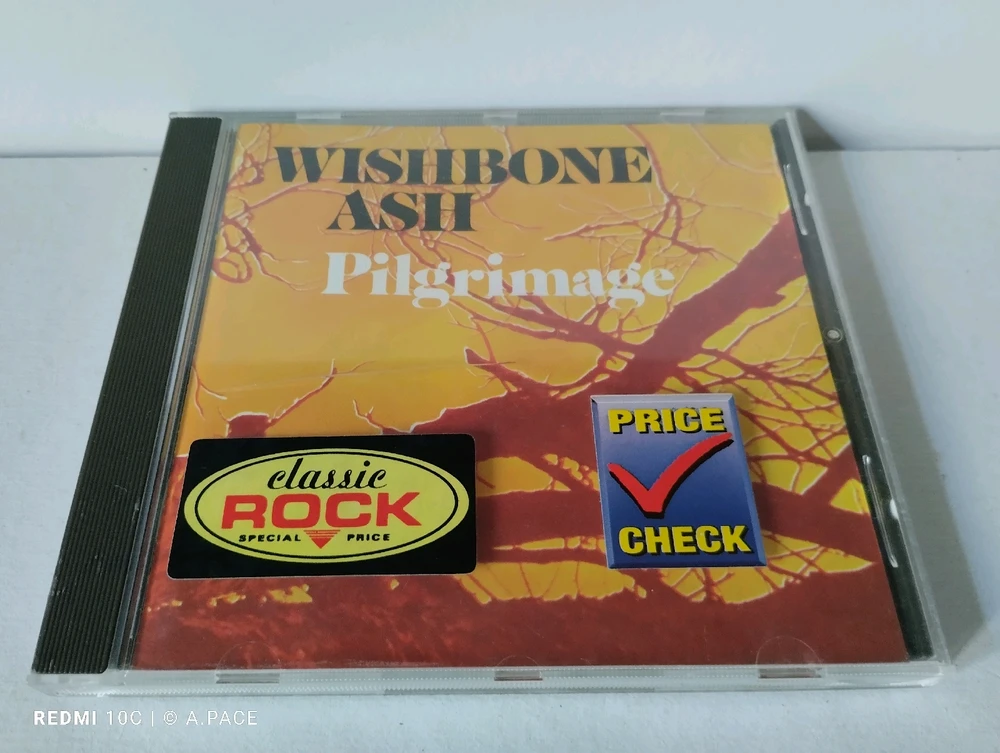 WISHBONE
ASH
Pilgrimage
classic
ROCK
SPECIAL PRICE
PRICE
CHECK
REDMI 10C | © A.PACE